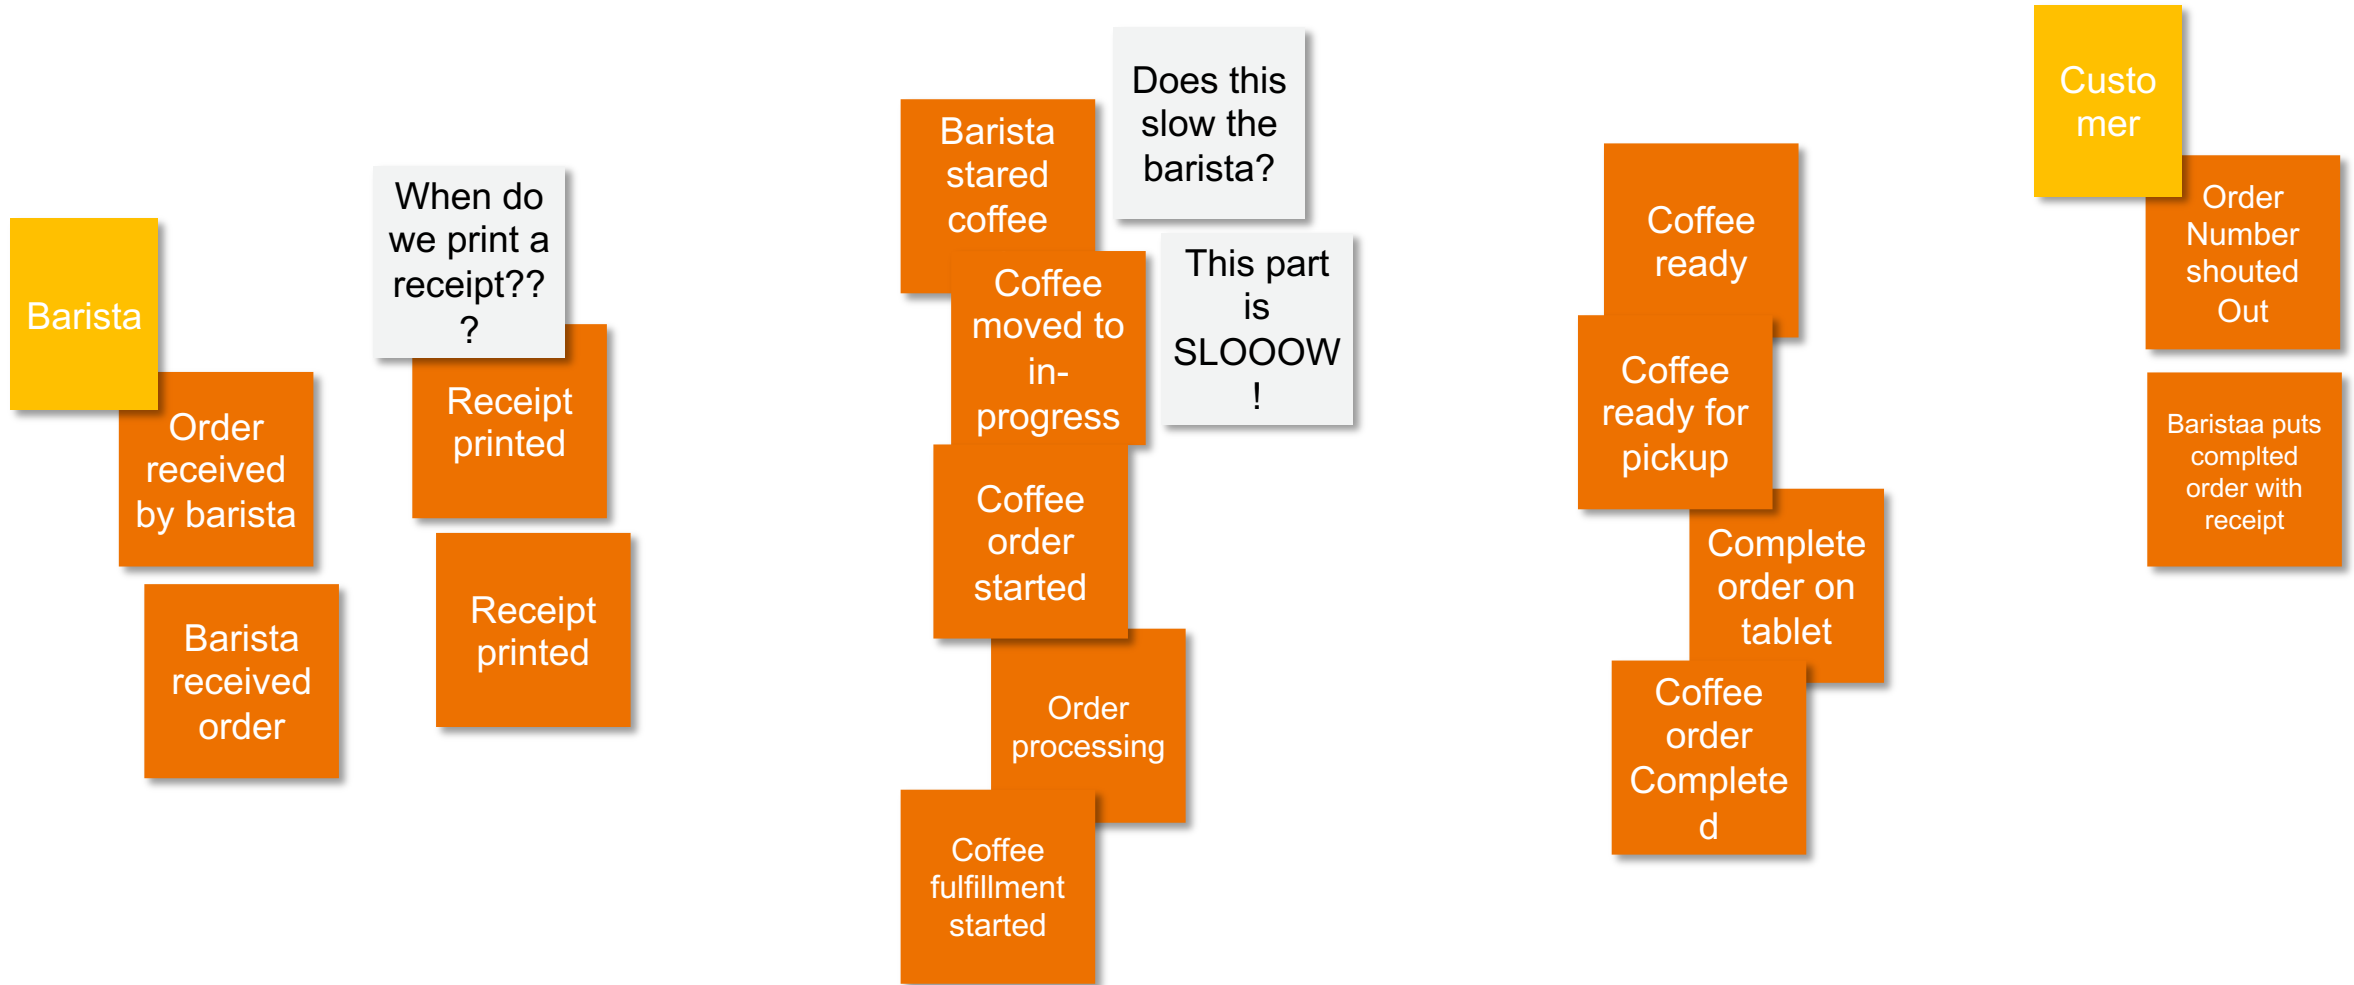 Barista
Order
received
by barista
Barista
received
order
When do
we print a
receipt??
?
Receipt
printed
Receipt
printed
Barista
stared
coffee
Does this
slow the
barista?
Coffee
moved to
in-
progress
This part
is
SLOOOW
!
Coffee
order
started
Order
processing
Coffee
fulfillment
started
Coffee
ready
Coffee
ready for
pickup
Complete
order on
tablet
Coffee
order
Complete
d
Custo
mer
Order
Number
shouted
Out
Baristaa puts
complted
order with
receipt